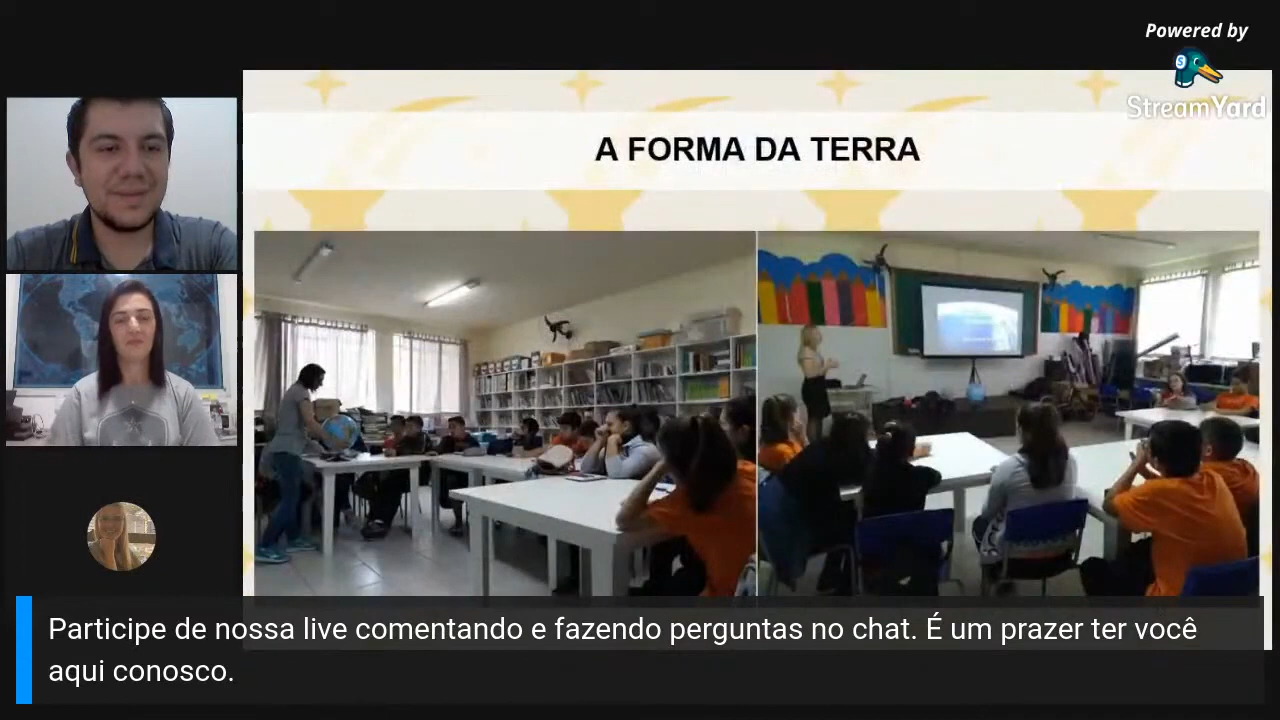 Powered by
StreamYard
A FORMA DA TERRA
Participe de nossa live comentando e fazendo perguntas no chat. É um prazer ter você
aqui conosco.